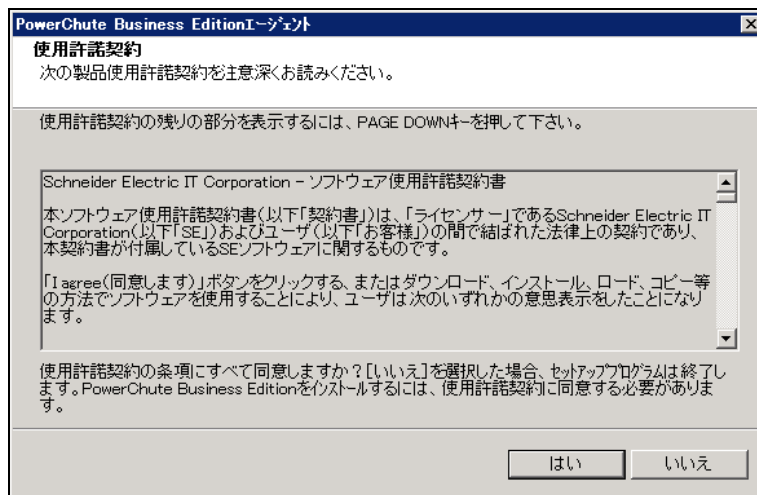 PowerChute Business Editionｴｰｼﾞｪﾝﾄ
使用許諾契約
次の製品使用許諾契約を注意深くお読みください。
使用許諾契約の残りの部分を表示するには、PAGE DOWNｷｰを押して下さい。
Schneider Electric IT Corporation - ソフトウェア使用許諾契約書
本ソフトウェア使用許諾契約書(以下「契約書」)は、「ライセンサー」であるSchneider Electric IT
Corporation(以下「SE」)およびユーザ(以下「お客様」)の間で結ばれた法律上の契約であり、
本契約書が付属しているSEソフトウェアに関するものです。
「I agree(同意します)」ボタンをクリックする、またはダウンロード、インストール、ロード、コピー等
の方法でソフトウェアを使用することにより、ユーザは次のいずれかの意思表示をしたことになり
ます。
使用許諾契約の条項にすべて同意しますか？[いいえ]を選択した場合、ｾｯﾄｱｯﾌﾟﾌﾟﾛｸﾞﾗﾑは終了し
ます。PowerChute Business Editionをｲﾝｽﾄｰﾙするには、使用許諾契約に同意する必要がありま
す。
はい
いいえ